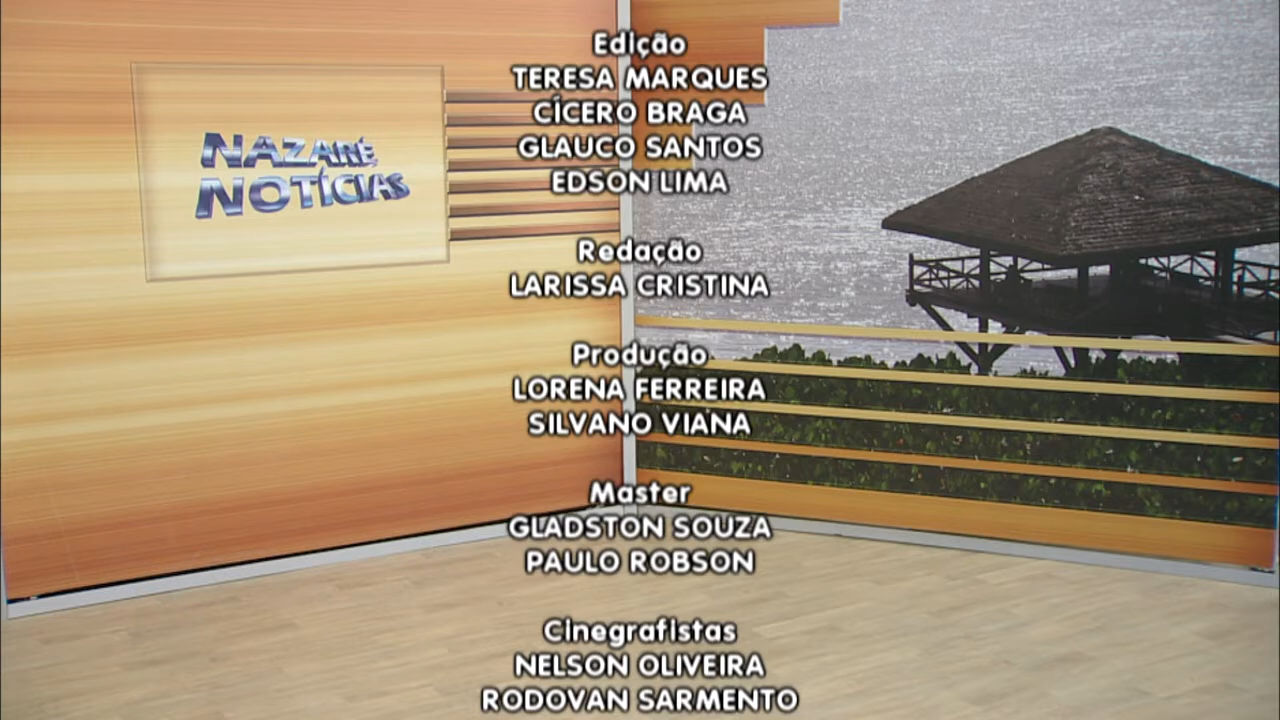 NAZARÉ
NOTÍCIAS
Edição
TERESA MARQUES
CÍCERO BRAGA
GLAUCO SANTOS
EDSON LIMA
Redação
LARISSA CRISTINA
Produção
LORENA FERREIRA
SILVANO VIANA
Master
GLADSTON SOUZA
PAULO ROBSON
Cinegrafistas
NELSON OLIVEIRA
RODOVAN SARMENTO